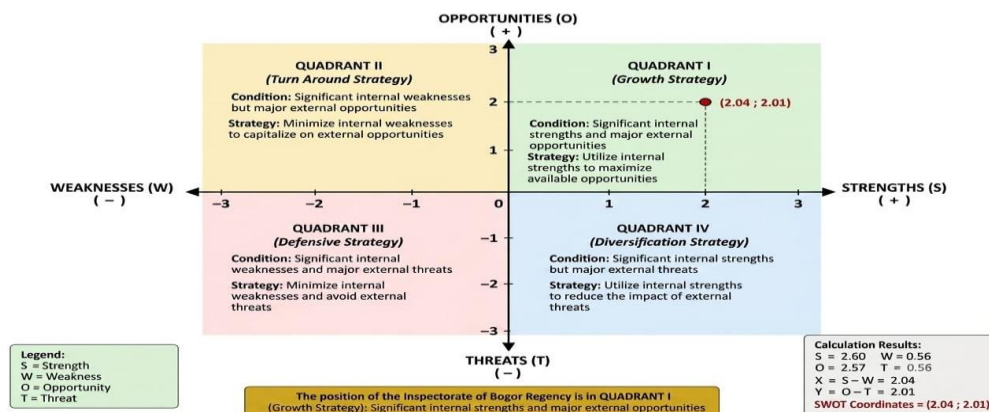 OPPORTUNITIES (O)
( + )
3
QUADRANT II
(Turn Around Strategy)
Condition: Significant internal weaknesses
but major external opportunities
Strategy: Minimize internal weaknesses
to capitalize on external opportunities
QUADRANT I
(Growth Strategy)
2
(2.04 ; 2.01)
Condition: Significant internal
strengths and major external
opportunities
Strategy: Utilize internal
strengths to maximize
available opportunities
1
WEAKNESSES (W)
( − )
STRENGTHS (S)
( + )
−3 −2 −1 0 1 2 3
QUADRANT III
(Defensive Strategy)
Condition: Significant internal
weaknesses and major external threats
Strategy: Minimize internal
weaknesses and avoid external
threats
−1
−2
−3
QUADRANT IV
(Diversification Strategy)
Condition: Significant internal strengths
but major external threats
Strategy: Utilize internal strengths
to reduce the impact of external
threats
THREATS (T)
( − )
Legend:
S = Strength
W = Weakness
O = Opportunity
T = Threat
Calculation Results:
S = 2.60 W = 0.56
O = 2.57 T = 0.56
X = S − W = 2.04
Y = O − T = 2.01
SWOT Coordinates = (2.04 ; 2.01)
The position of the Inspectorate of Bogor Regency is in QUADRANT I
(Growth Strategy): Significant internal strengths and major external opportunities